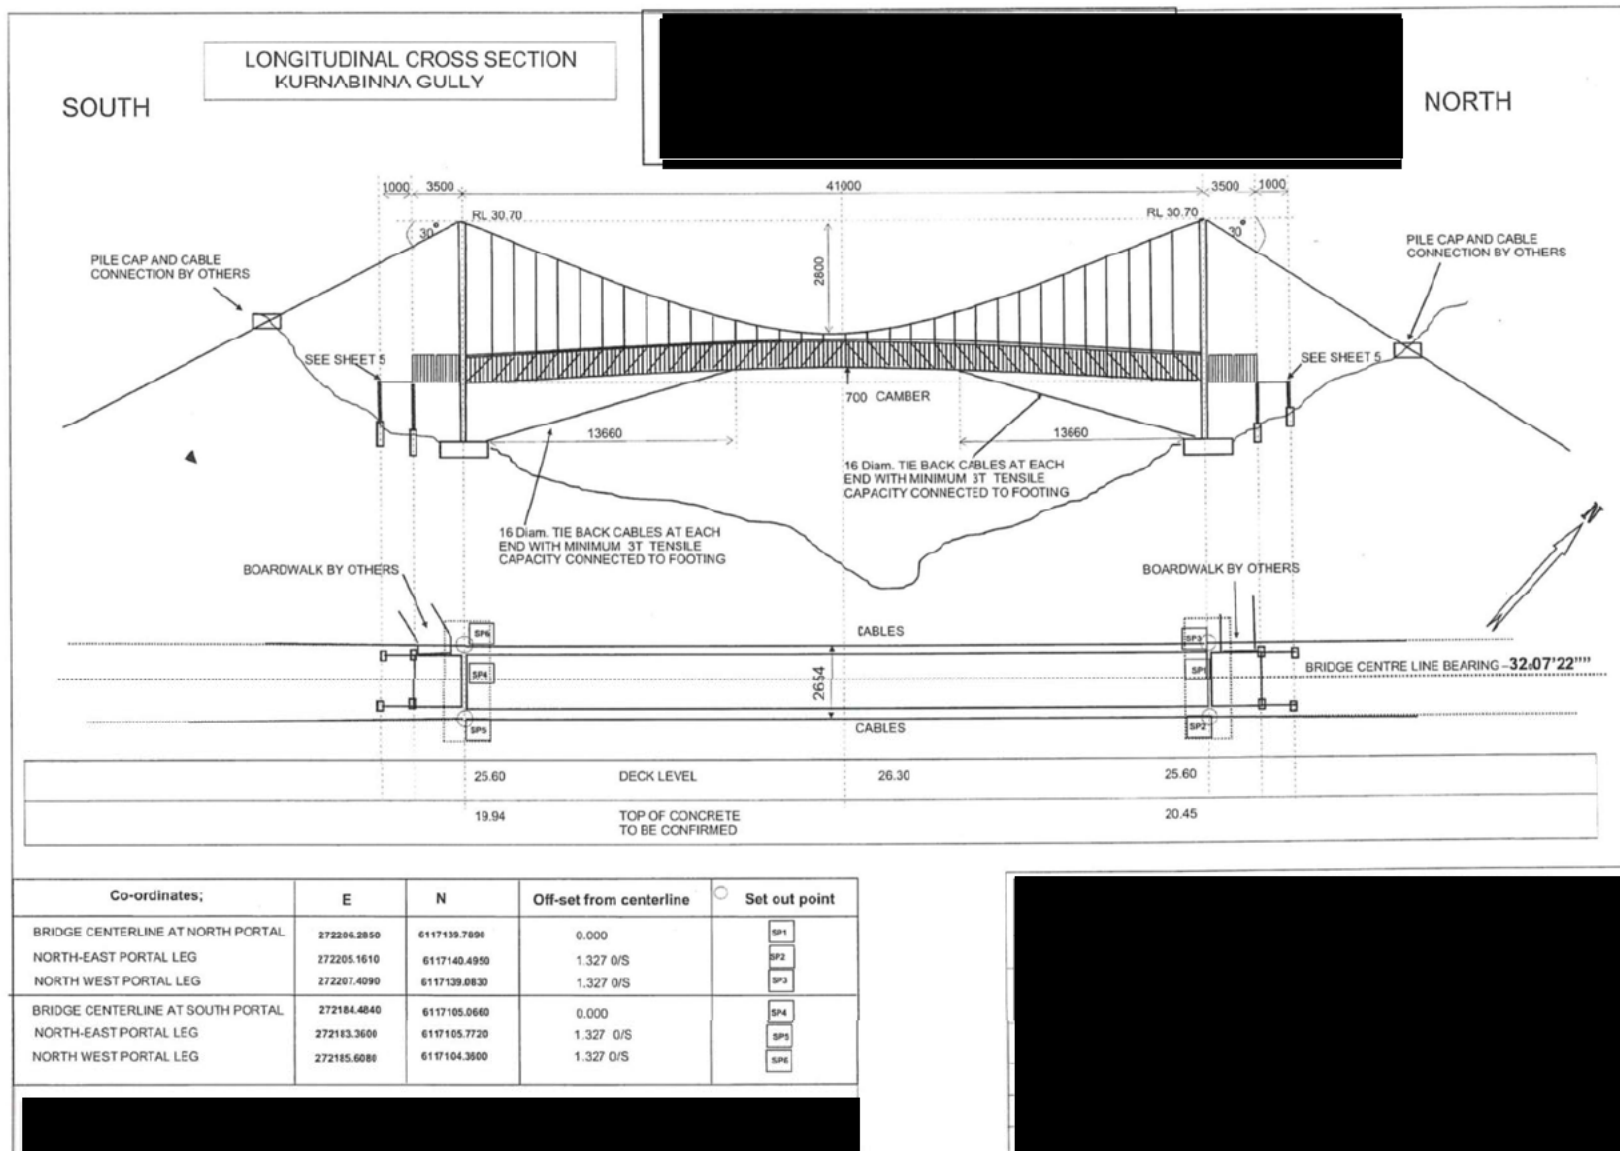 LONGITUDINAL CROSS SECTION
KURNABINNA GULLY
SOUTH
NORTH
1000 3500 41000 3500 1000
RL 30.70
RL 30.70
30°
30°
2800
PILE CAP AND CABLE
CONNECTION BY OTHERS
PILE CAP AND CABLE
CONNECTION BY OTHERS
SEE SHEET 5
SEE SHEET 5
700 CAMBER
13660
13660
16 Diam. TIE BACK CABLES AT EACH
END WITH MINIMUM 3T TENSILE
CAPACITY CONNECTED TO FOOTING
16 Diam. TIE BACK CABLES AT EACH
END WITH MINIMUM 3T TENSILE
CAPACITY CONNECTED TO FOOTING
N
BOARDWALK BY OTHERS
BOARDWALK BY OTHERS
SP6
CABLES
SP3
SP4
2654
SP1
BRIDGE CENTRE LINE BEARING -
SP5
CABLES
SP2
25.60 DECK LEVEL 26.30 25.60
19.94 TOP OF CONCRETE 20.45
TO BE CONFIRMED
Co-ordinates; E N Off-set from centerline Set out point
BRIDGE CENTERLINE AT NORTH PORTAL 272206.2850 6117139.7890 0.000 SP1
NORTH-EAST PORTAL LEG 272205.1610 6117140.4950 1.327 0/S SP2
NORTH WEST PORTAL LEG 272207.4090 6117139.0830 1.327 0/S SP3
BRIDGE CENTERLINE AT SOUTH PORTAL 272184.4840 6117105.0660 0.000 SP4
NORTH-EAST PORTAL LEG 272183.3600 6117105.7720 1.327 0/S SP5
NORTH WEST PORTAL LEG 272185.6080 6117104.3600 1.327 0/S SP6